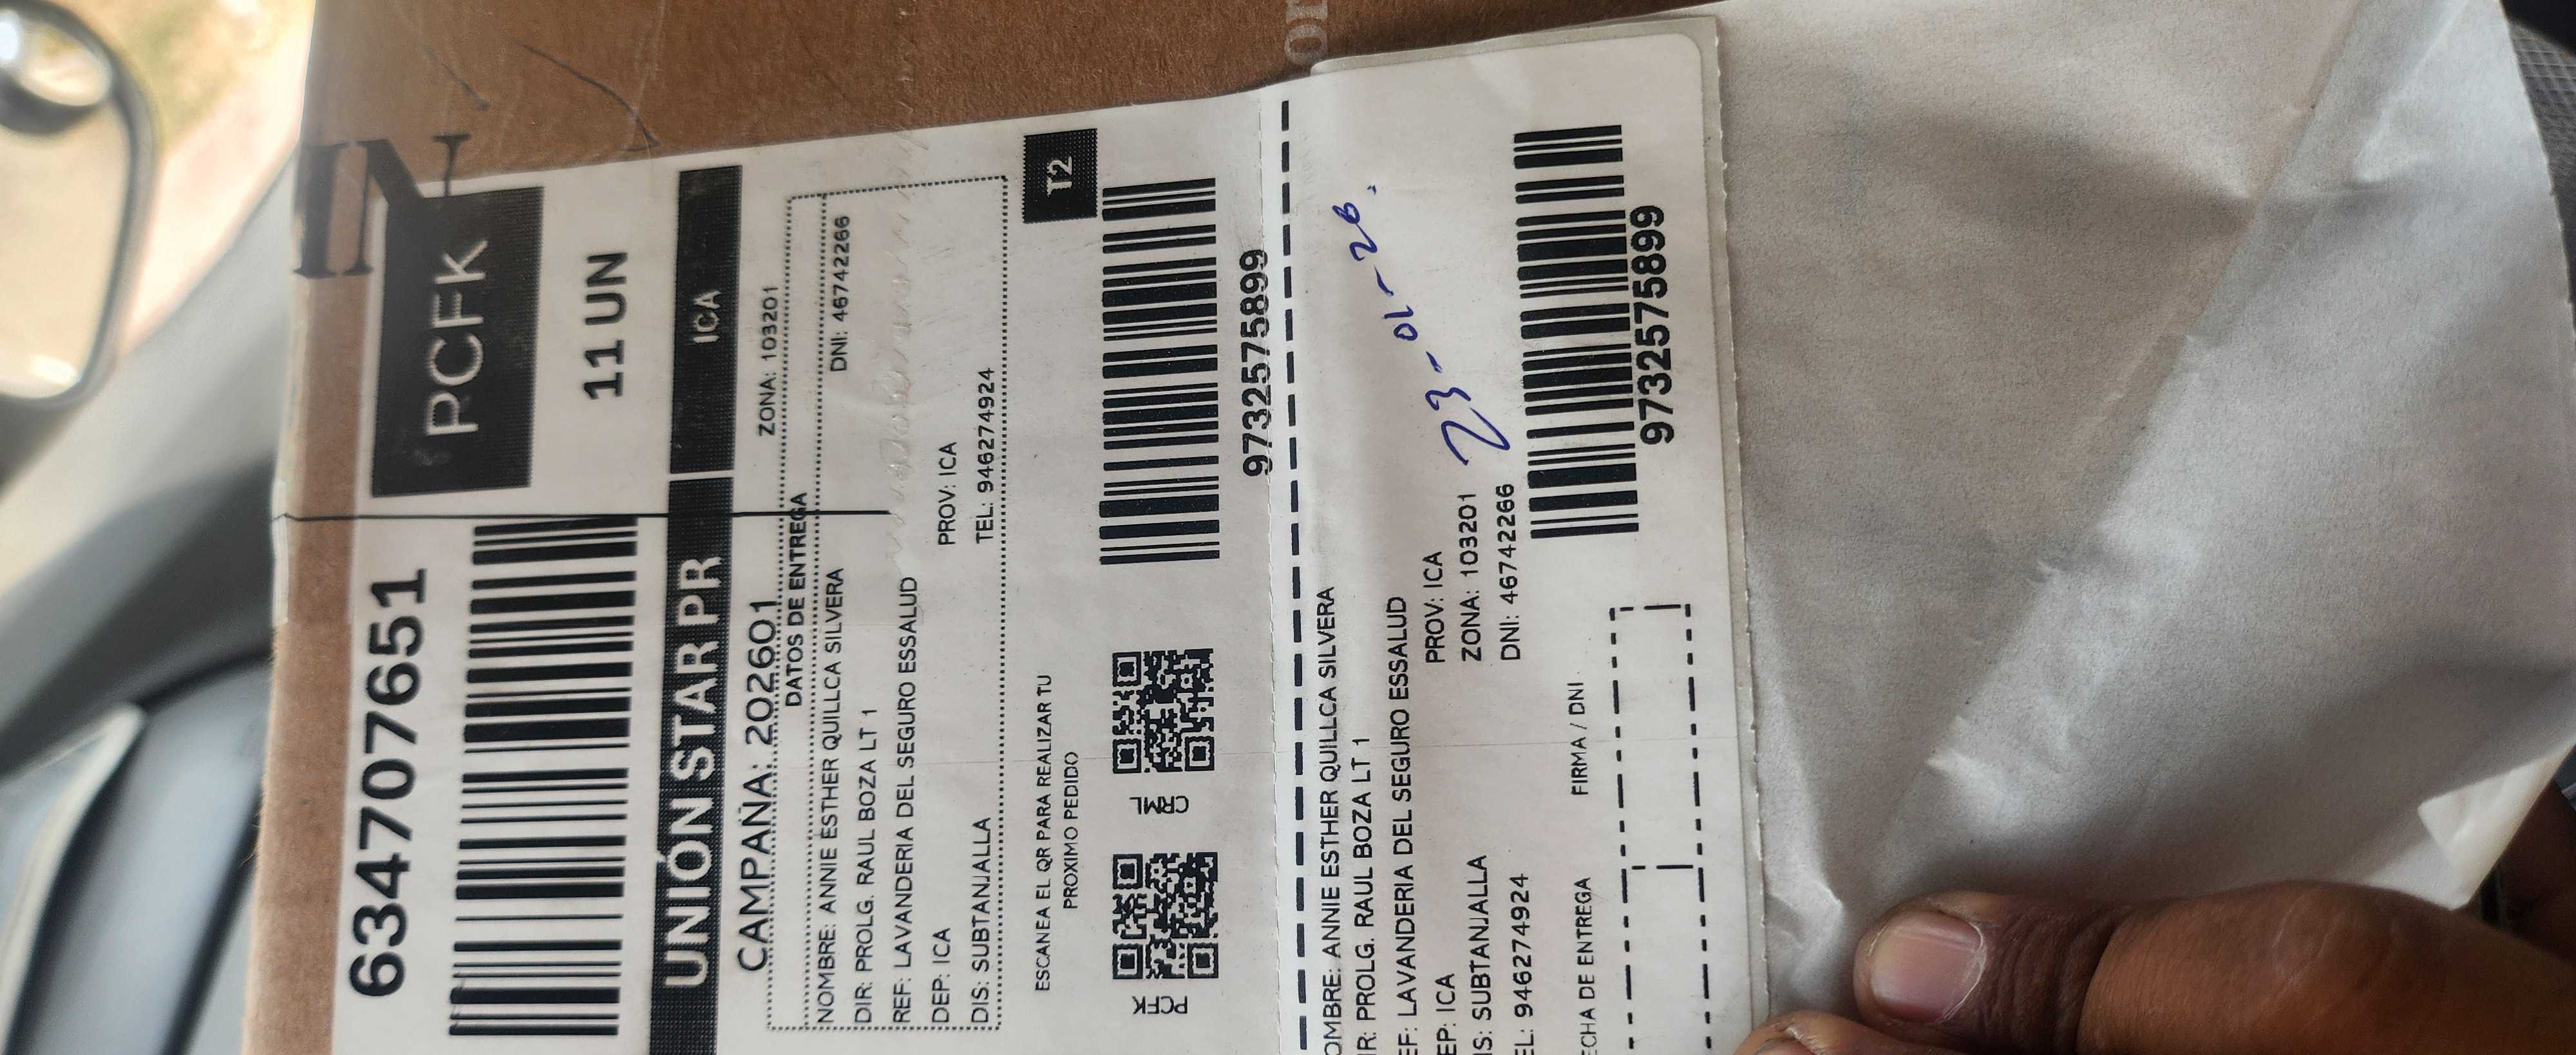 IN
PCFK
6347707651
11 UN
UNIÓN STAR PR ICA
CAMPAÑA: 202601 ZONA: 103201
DATOS DE ENTREGA
NOMBRE: ANNIE ESTHER QUILLCA SILVERA DNI: 46742266
DIR: PROLG. RAUL BOZA LT 1
REF: LAVANDERIA DEL SEGURO ESSALUD
DEP: ICA PROV: ICA
DIS: SUBTANJALLA TEL: 946274924
ESCANEA EL QR PARA REALIZAR TU
PROXIMO PEDIDO
T2
PCFK
9732575899
OMBRE: ANNIE ESTHER QUILLCA SILVERA
R: PROLG. RAUL BOZA LT 1
EF: LAVANDERIA DEL SEGURO ESSALUD
EP: ICA PROV: ICA
IS: SUBTANJALLA ZONA: 103201
EL: 946274924 DNI: 46742266
23-01-26.
ECHA DE ENTREGA FIRMA / DNI
9732575899